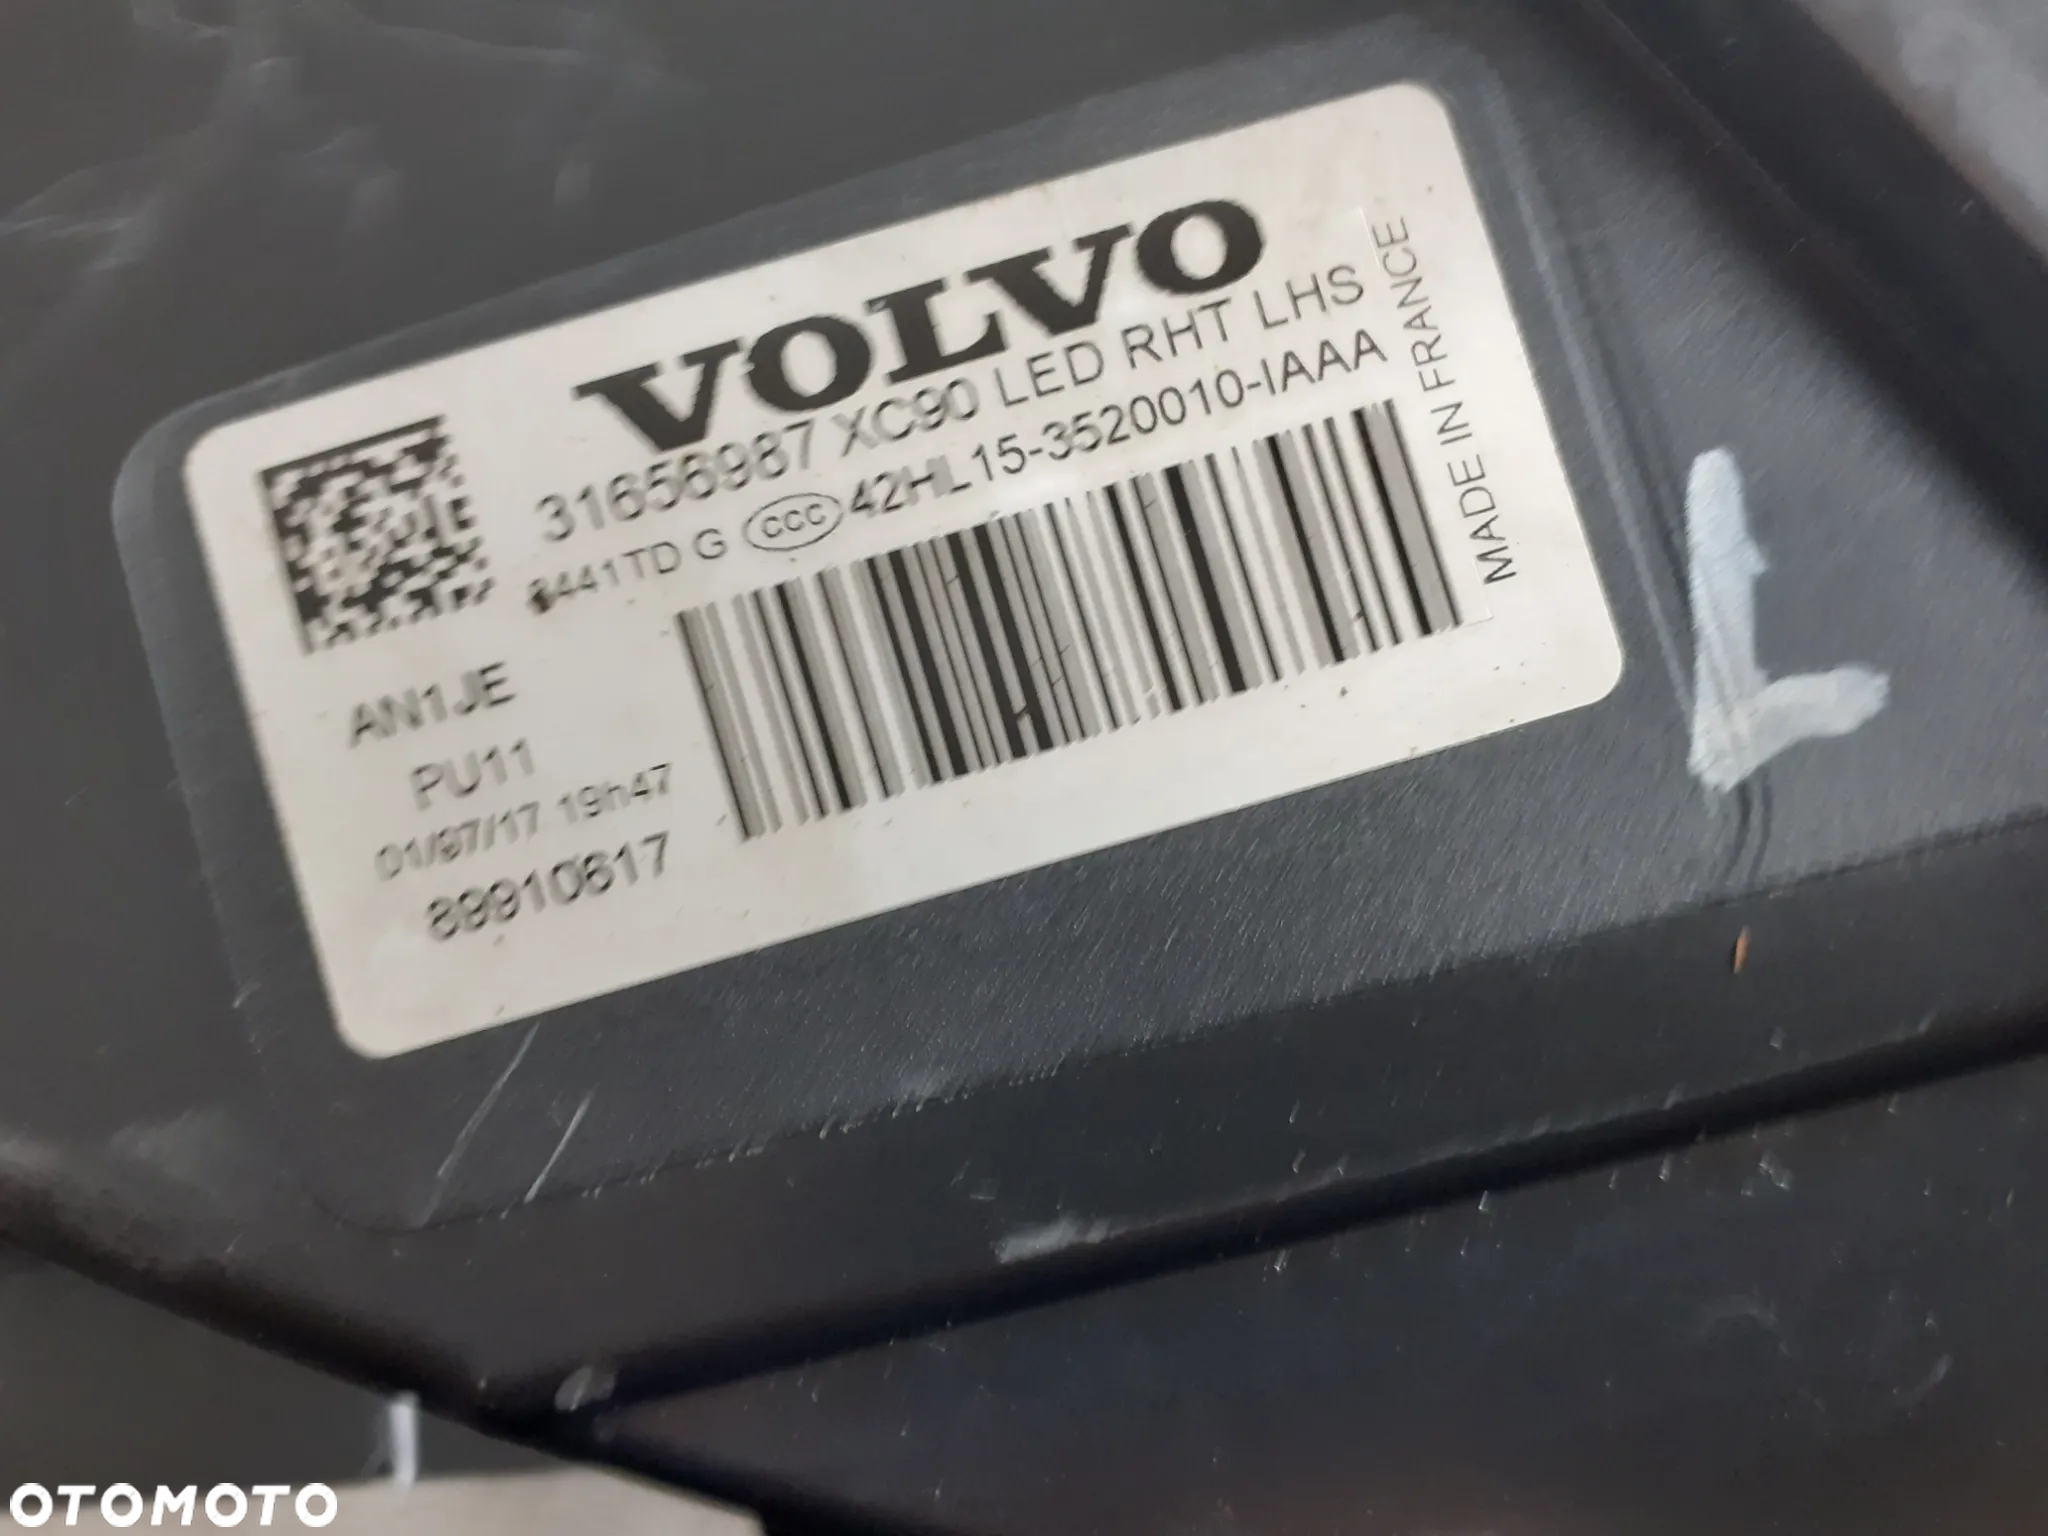 VOLVO
31656987 XC90 LED RHT LHS
8441TD G CCC 42HL15-3520010-IAAA
MADE IN FRANCE
AN1JE
PU11
01/07/17 19h47
89910617
L
OTOMOTO